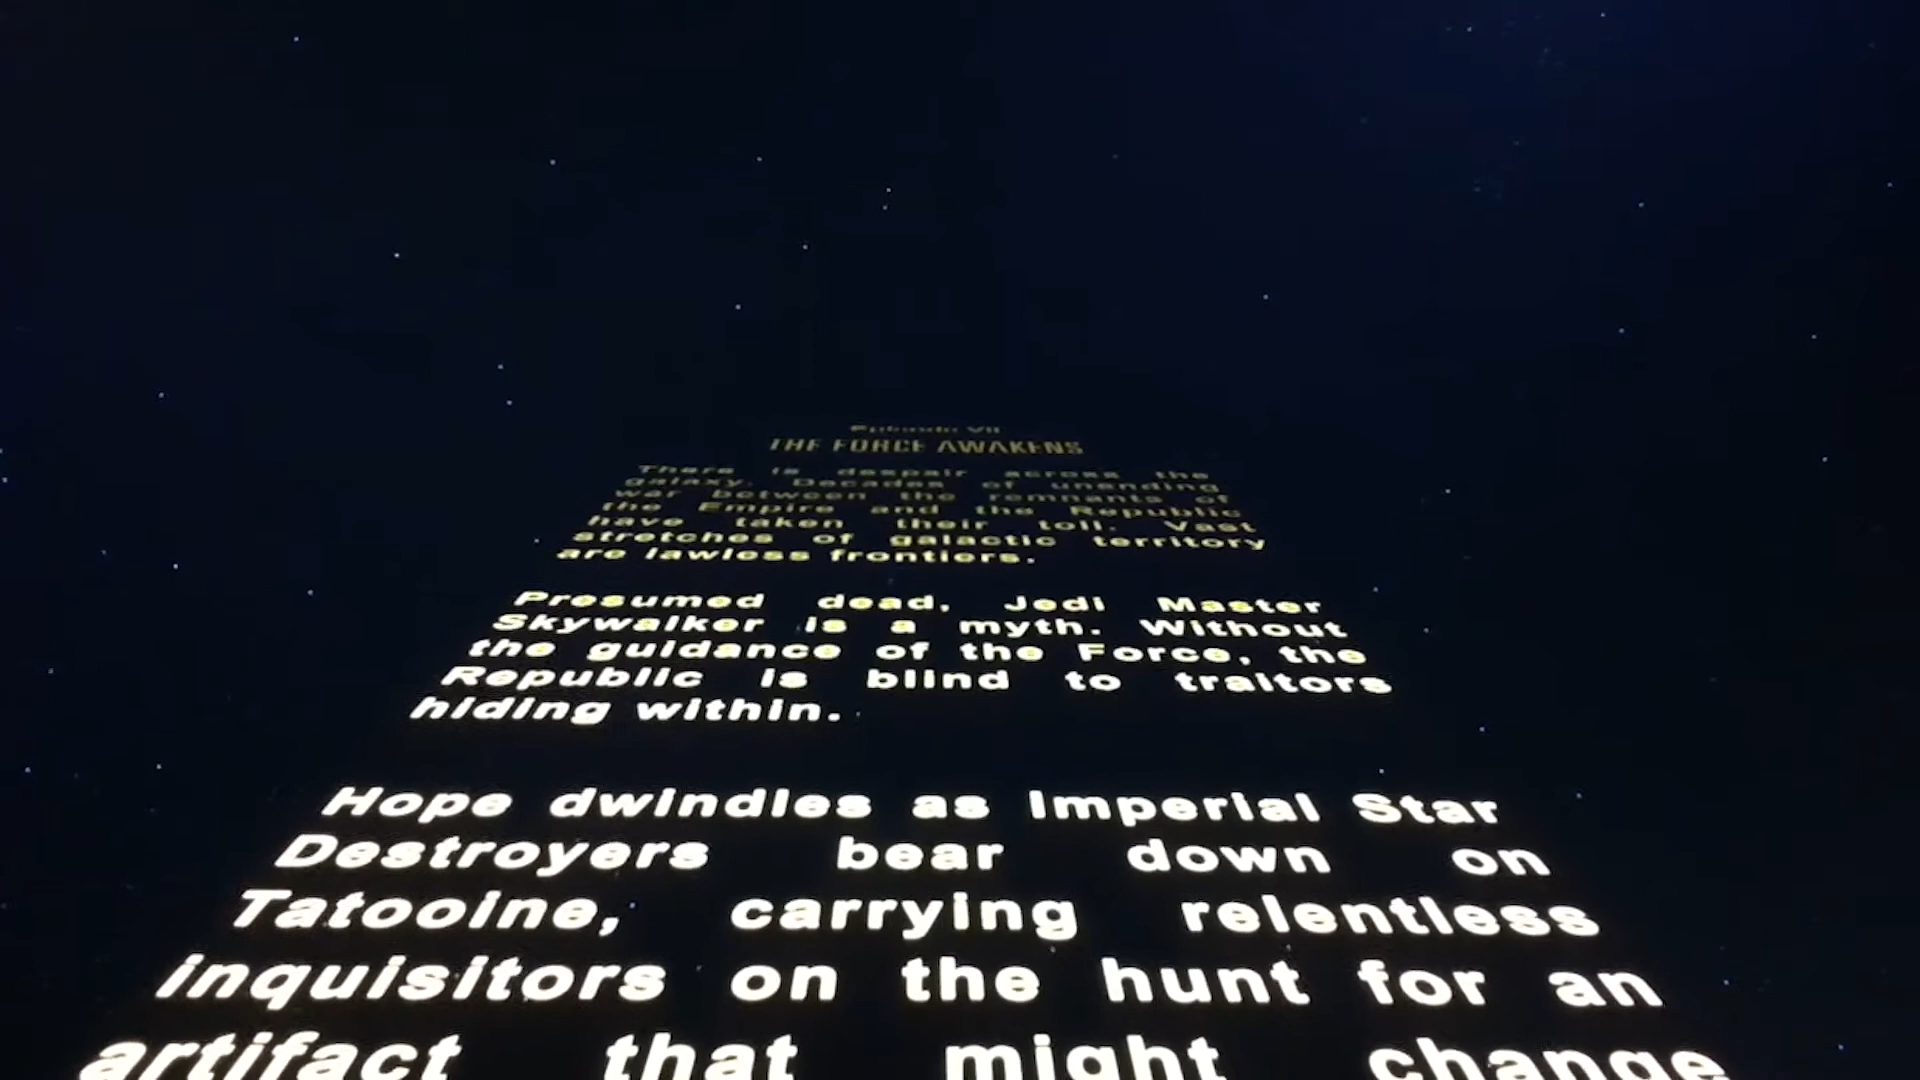 Episode VII
THE FORCE AWAKENS
There is despair across the
galaxy. Decades of unending
war between the remnants of
the Empire and the Republic
have taken their toll. Vast
stretches of galactic territory
are lawless frontiers.
Presumed dead, Jedi Master
Skywalker is a myth. Without
the guidance of the Force, the
Republic is blind to traitors
hiding within.
Hope dwindles as Imperial Star
Destroyers bear down on
Tatooine, carrying relentless
inquisitors on the hunt for an
artifact that might change